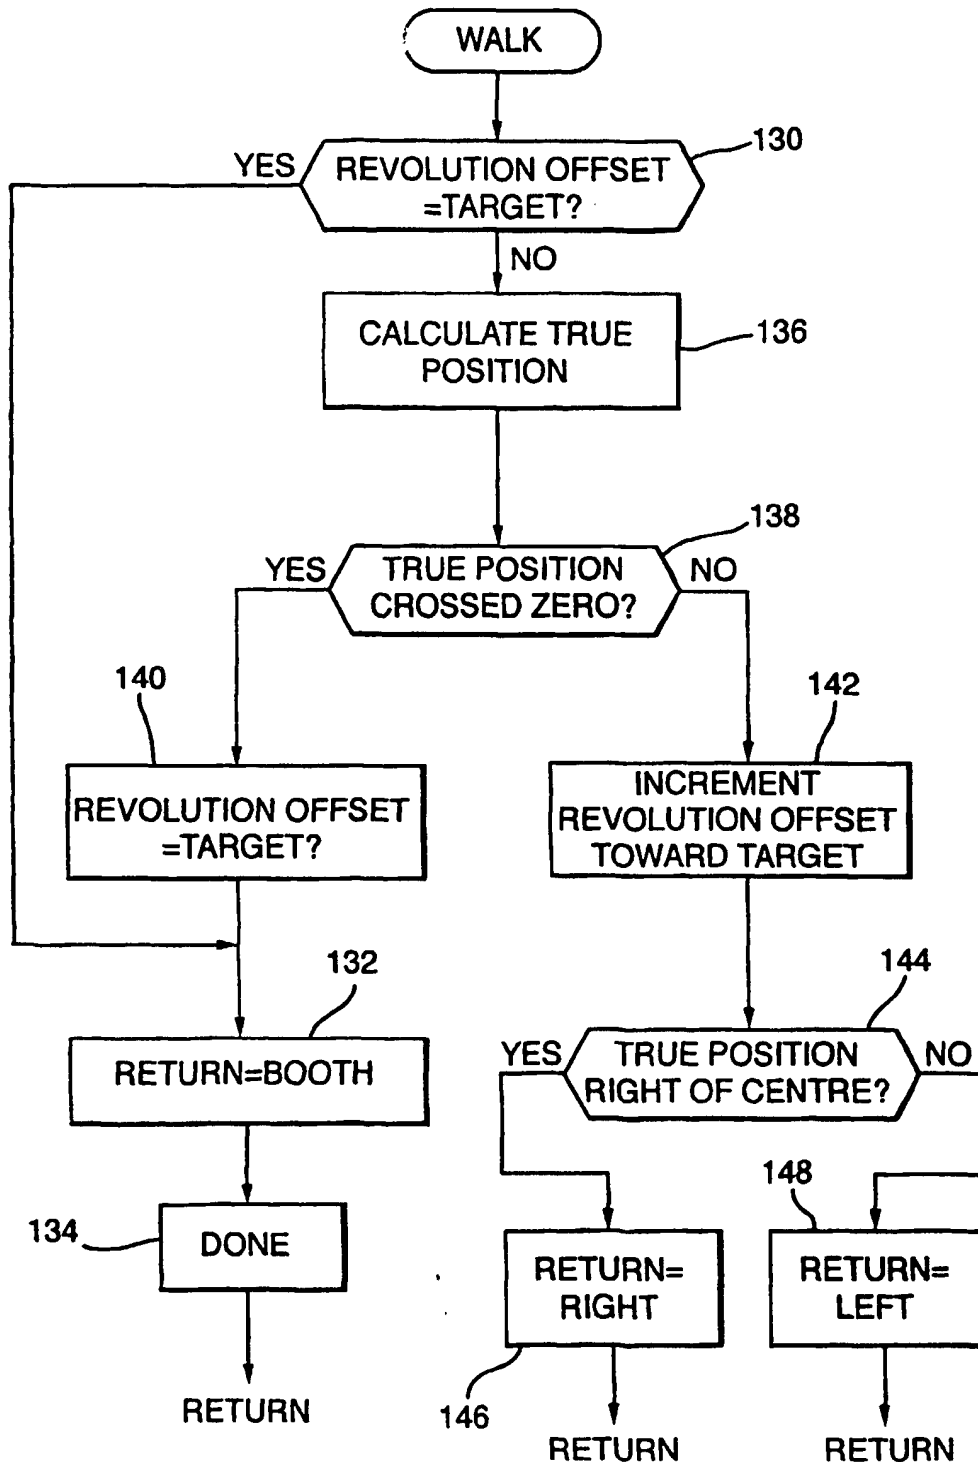 WALK
130
YES
REVOLUTION OFFSET
=TARGET?
NO
CALCULATE TRUE
POSITION
136
138
YES
TRUE POSITION
CROSSED ZERO?
NO
140
REVOLUTION OFFSET
=TARGET?
142
INCREMENT
REVOLUTION OFFSET
TOWARD TARGET
132
RETURN=BOOTH
144
YES
TRUE POSITION
RIGHT OF CENTRE?
NO
134
DONE
RETURN
RETURN=
RIGHT
146
RETURN
148
RETURN=
LEFT
RETURN